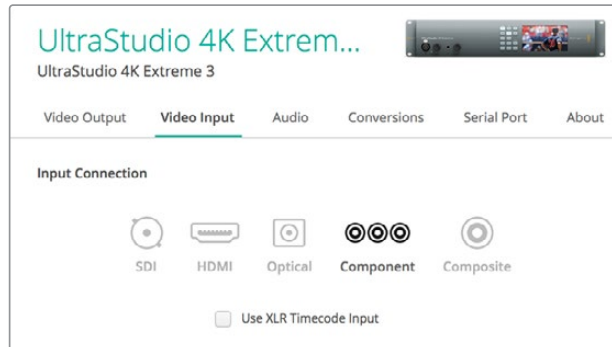 UltraStudio 4K Extrem...
UltraStudio 4K Extreme 3
Video Output Video Input Audio Conversions Serial Port About
Input Connection
SDI HDMI Optical Component Composite
Use XLR Timecode Input